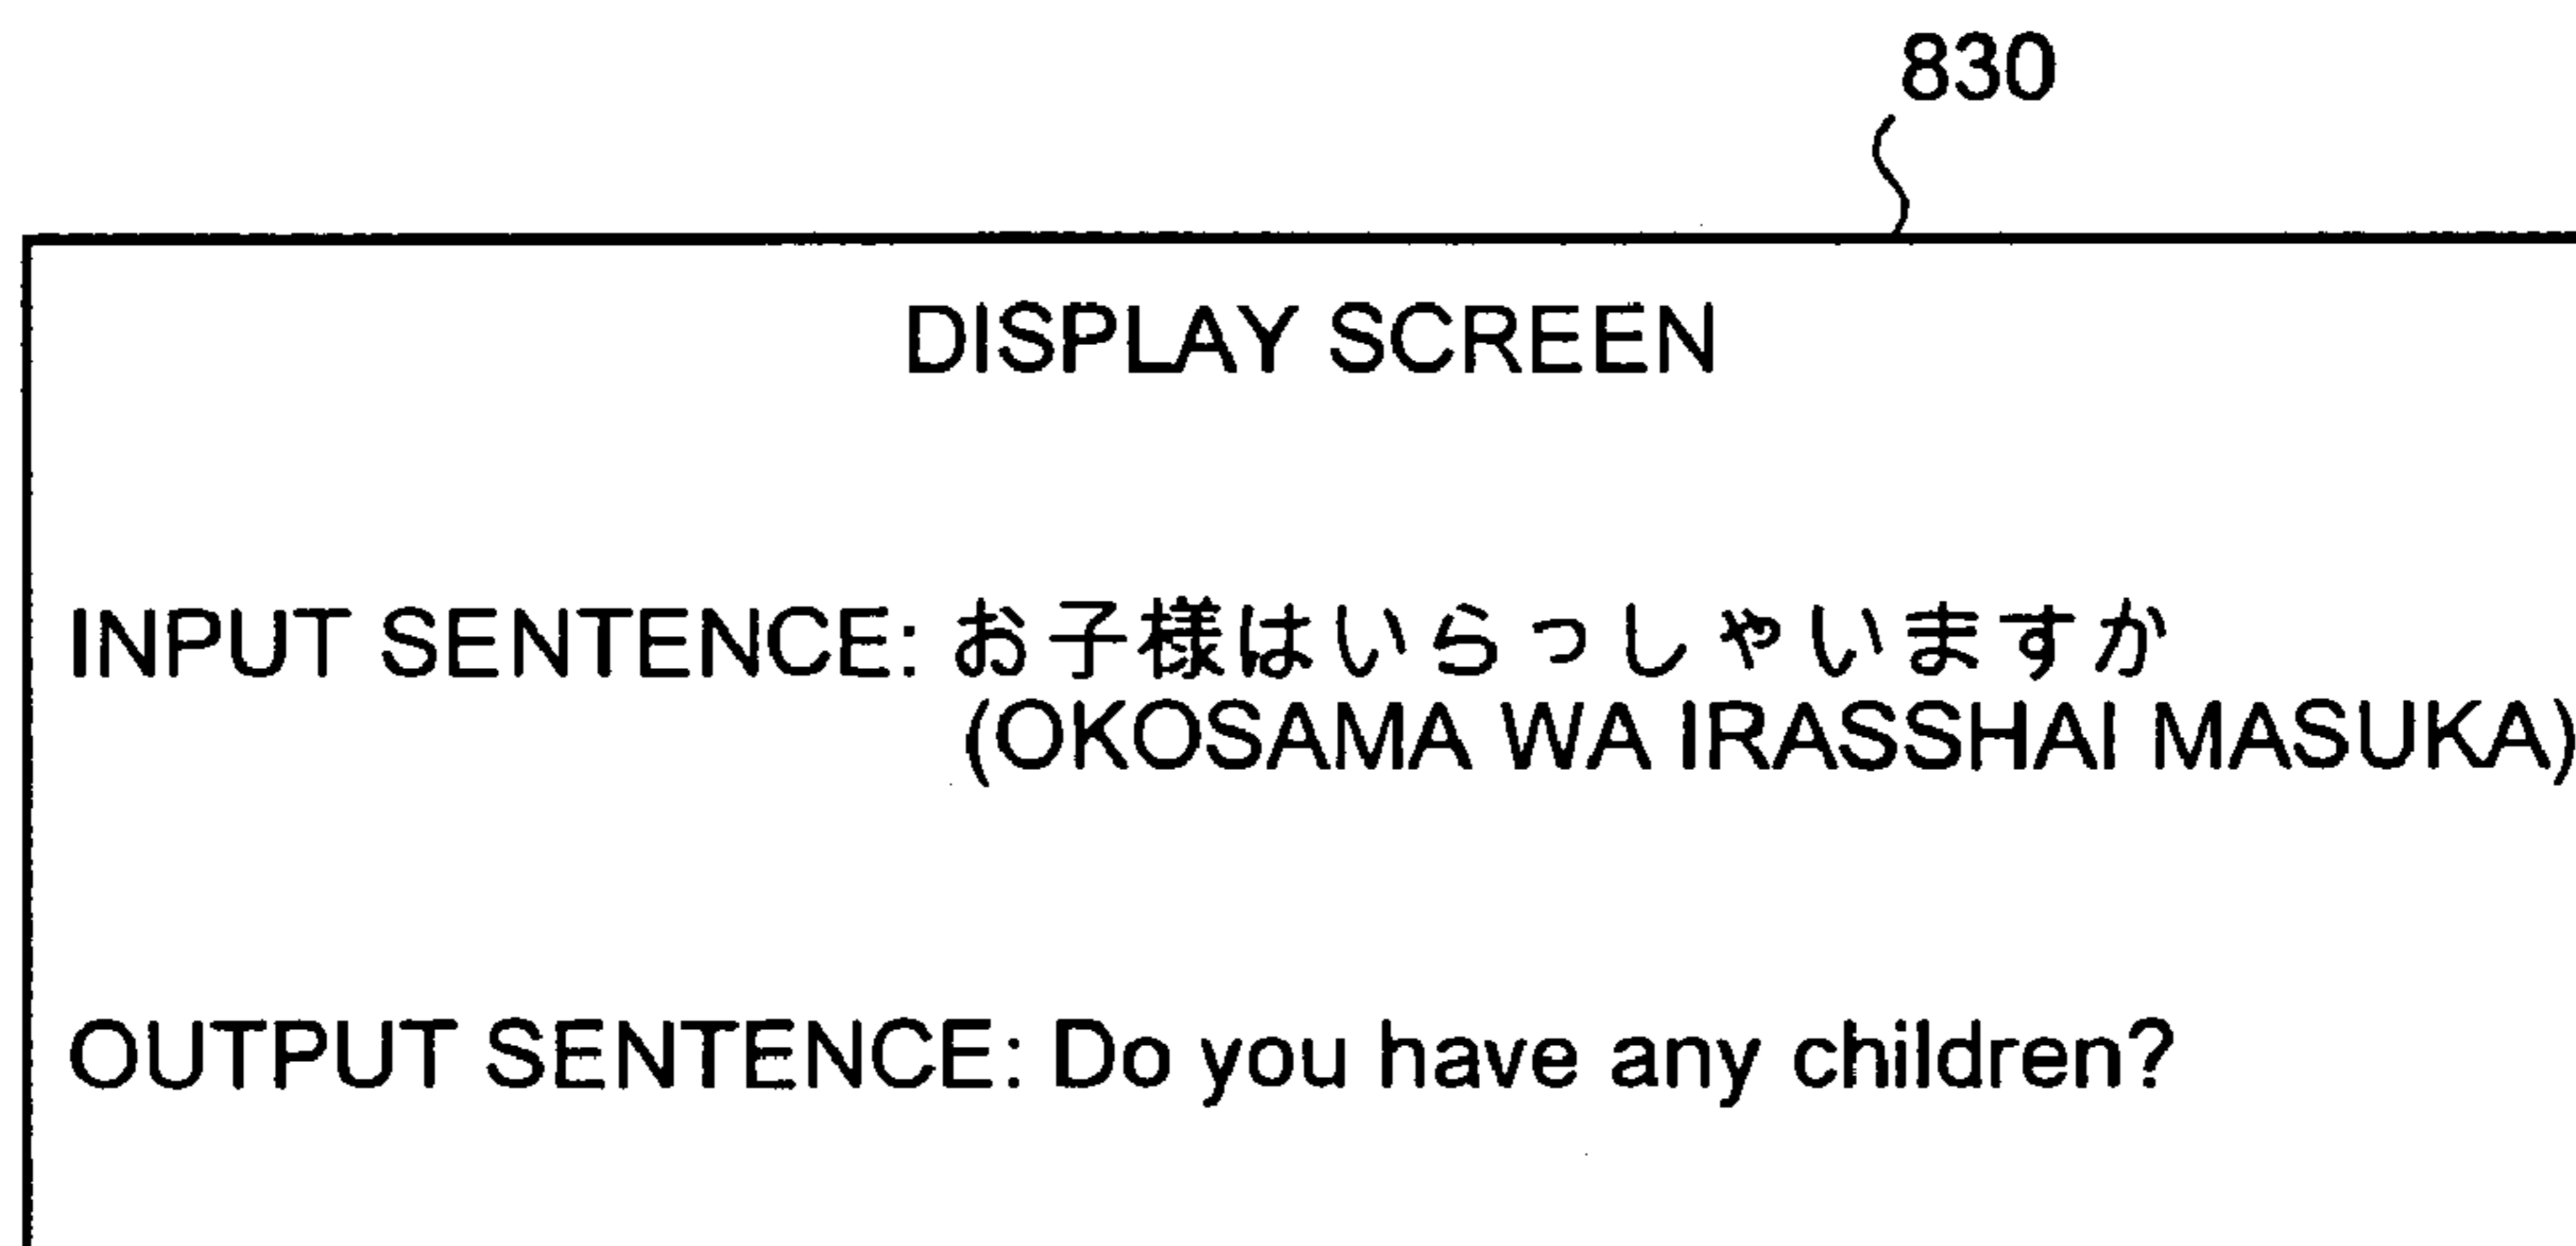 830
DISPLAY SCREEN
INPUT SENTENCE: お子様はいらっしゃいますか
(OKOSAMA WA IRASSHAI MASUKA)
OUTPUT SENTENCE: Do you have any children?